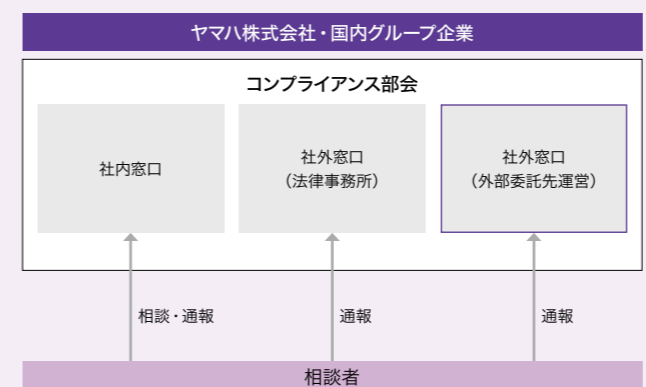 ヤマハ株式会社・国内グループ企業
コンプライアンス部会
社内窓口
社外窓口
（法律事務所）
社外窓口
（外部委託先運営）
相談・通報
通報
通報
相談者